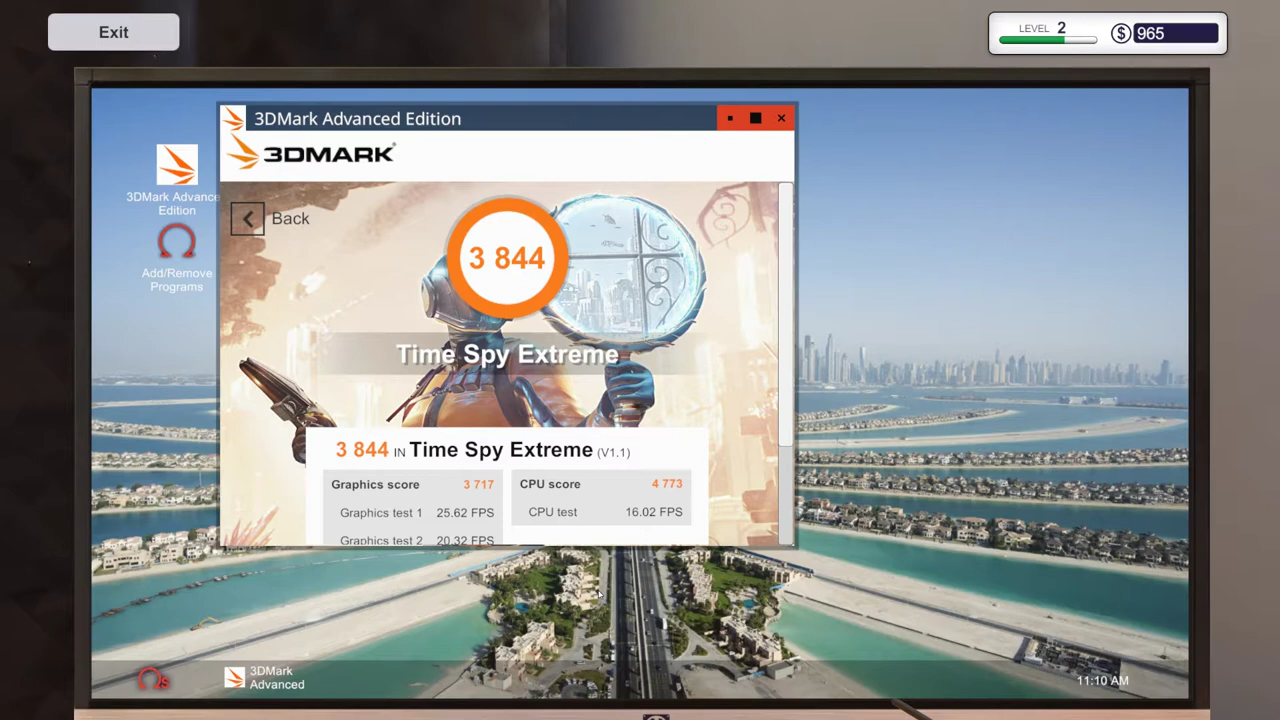 Exit
LEVEL 2
$ 965
3DMark Advanced Edition
3DMARK
3DMark Advance
Edition
Add/Remove
Programs
Back
3 844
Time Spy Extreme
3 844 IN Time Spy Extreme (V1.1)
Graphics score 3 717
Graphics test 1 25.62 FPS
Graphics test 2 20.32 FPS
CPU score 4 773
CPU test 16.02 FPS
3DMark
Advanced
11:10 AM